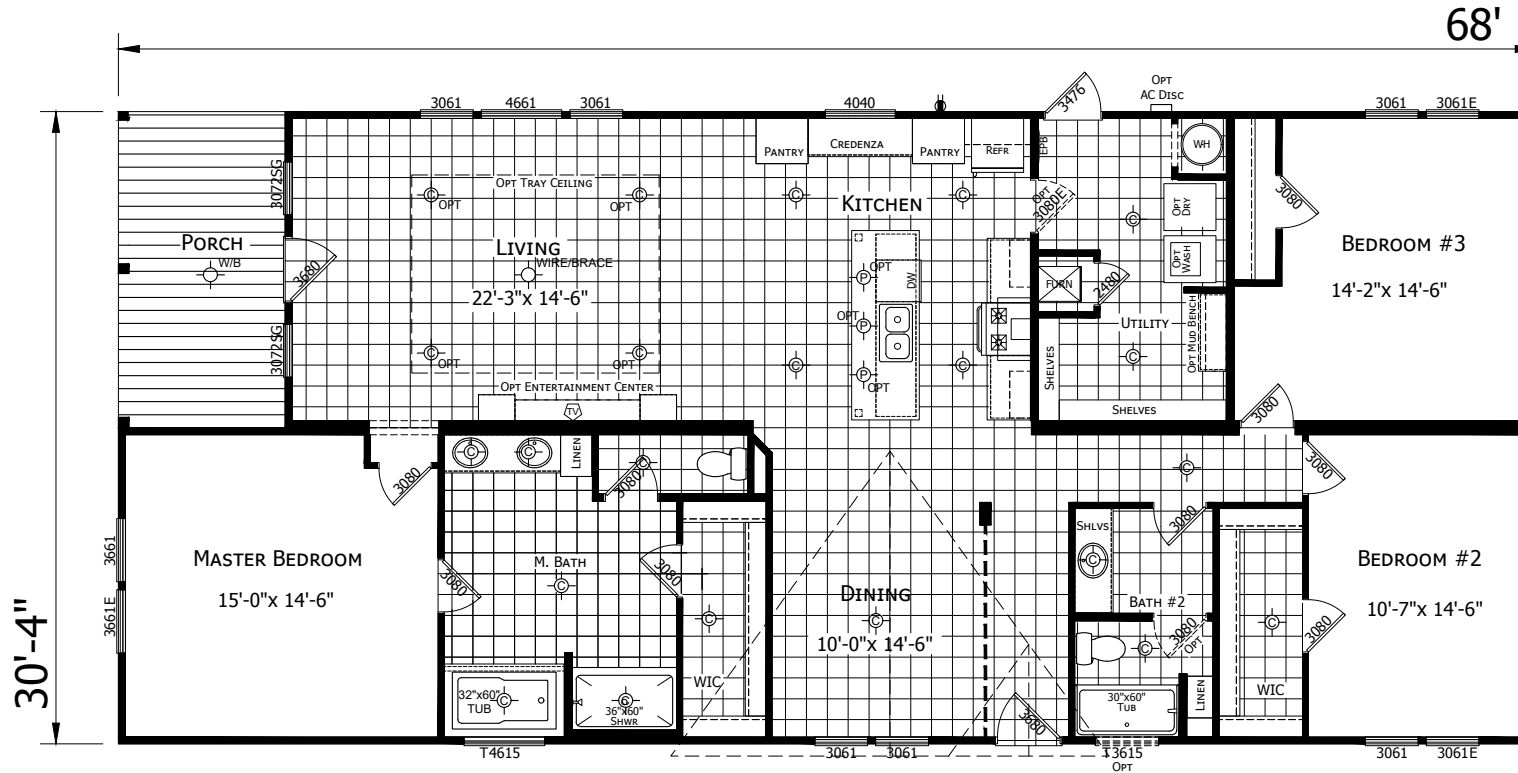 68'
30'-4"
3061
4661
3061
4040
3476
OPT
AC DISC
3061
3061E
PANTRY
CREDENZA
PANTRY
REFR
EPB
WH
3072SG
OPT TRAY CEILING
C
OPT
C
OPT
C
C
KITCHEN
OPT
3080E
C
OPT
DRY
3080
PORCH
W/B
LIVING
WIRE/BRACE
22'-3"x 14'-6"
3680
OPT
P
DW
OPT
WASH
BEDROOM #3
14'-2"x 14'-6"
FURN
2480
OPT
P
UTILITY
C
OPT MUD BENCH
3072SG
C
OPT
C
OPT
C
C
P
OPT
SHELVES
OPT ENTERTAINMENT CENTER
TV
SHELVES
3080
C
C
LINEN
C
3080
3080
C
3080
3661
3661E
MASTER BEDROOM
15'-0"x 14'-6"
3080
M. BATH
C
3080
C
WIC
DINING
C
10'-0"x 14'-6"
SHLVS
C
3080
BATH #2
C
3080
OPT
C
WIC
3080
BEDROOM #2
10'-7"x 14'-6"
32"x60"
TUB
C
C
36"x60"
SHWR
3680
30"x60"
TUB
LINEN
T4615
3061
3061
T3615
OPT
3061
3061E